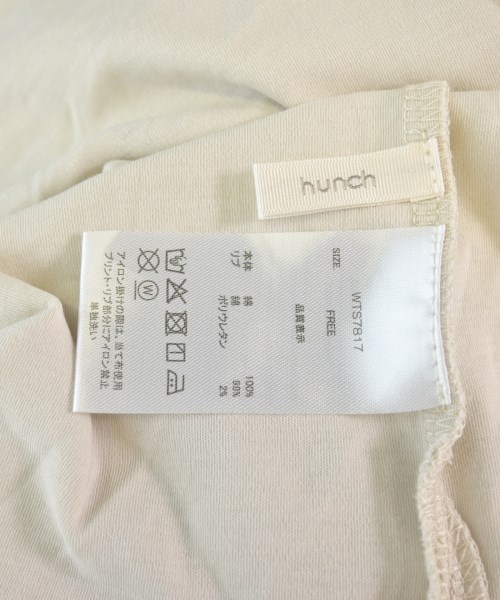 hunch
WTS7817
SIZE FREE
品質表示
本体 綿 100%
リブ 綿 98%
ポリウレタン 2%
W
アイロン掛けの際は、当て布使用
プリント・リブ部分にアイロン禁止
単独洗い